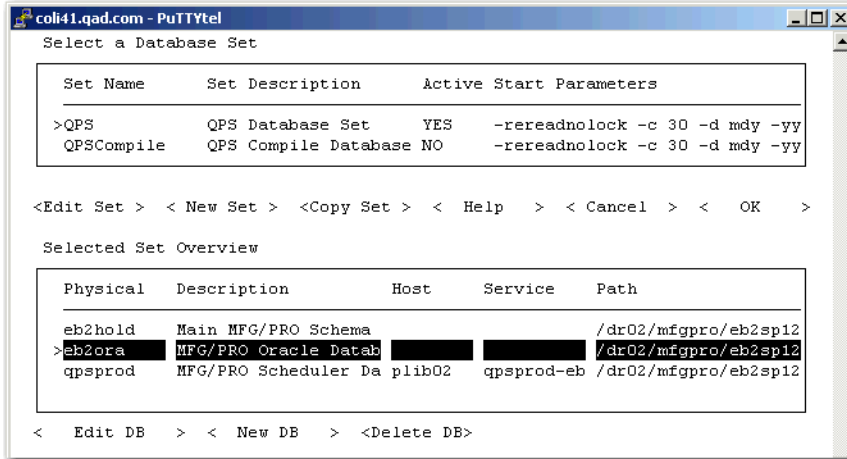 coli41.qad.com - PuTTYtel
Select a Database Set
Set Name Set Description Active Start Parameters
>QPS QPS Database Set YES -rereadnolock -c 30 -d mdy -yy
QPSCompile QPS Compile Database NO -rereadnolock -c 30 -d mdy -yy
<Edit Set > < New Set > <Copy Set > < Help > < Cancel > < OK >
Selected Set Overview
Physical Description Host Service Path
eb2hold Main MFG/PRO Schema /dr02/mfgpro/eb2sp12
>eb2ora MFG/PRO Oracle Datab /dr02/mfgpro/eb2sp12
qpsprod MFG/PRO Scheduler Da plib02 qpsprod-eb /dr02/mfgpro/eb2sp12
< Edit DB > < New DB > <Delete DB>